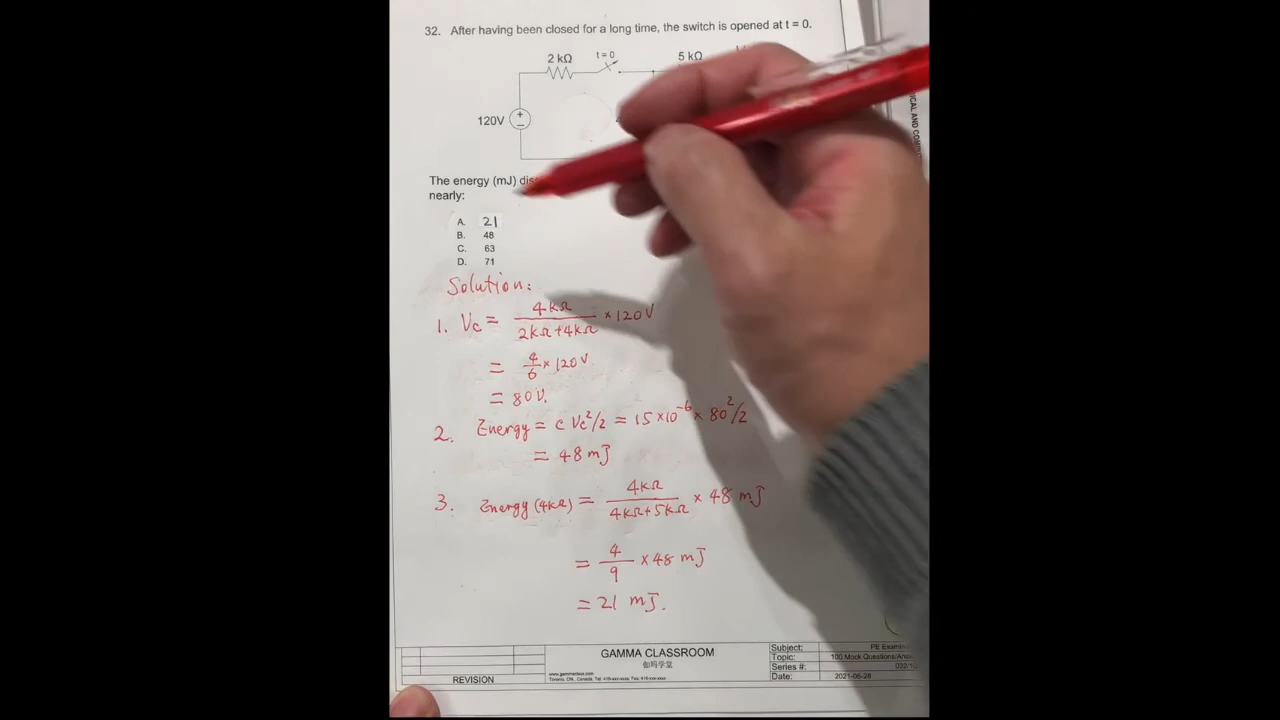 32. After having been closed for a long time, the switch is opened at t = 0.
2 kΩ t = 0 5 kΩ
120V
The energy (mJ)
nearly:
A. 21
B. 48
C. 63
D. 71
Solution:
1. Vc = 4kΩ / 2kΩ+4kΩ × 120V
= 4/6 × 120V
= 80V.
2. Energy = C Vc²/2 = 15×10⁻⁶ × 80²/2
= 48 mJ
3. Energy (4kΩ) = 4kΩ / 4kΩ+5kΩ × 48 mJ
= 4/9 × 48 mJ
= 21 mJ.
REVISION
GAMMA CLASSROOM
伽玛学堂
Subject: PE
Topic: 100 Mock
Series #:
Date: 2021-06-28